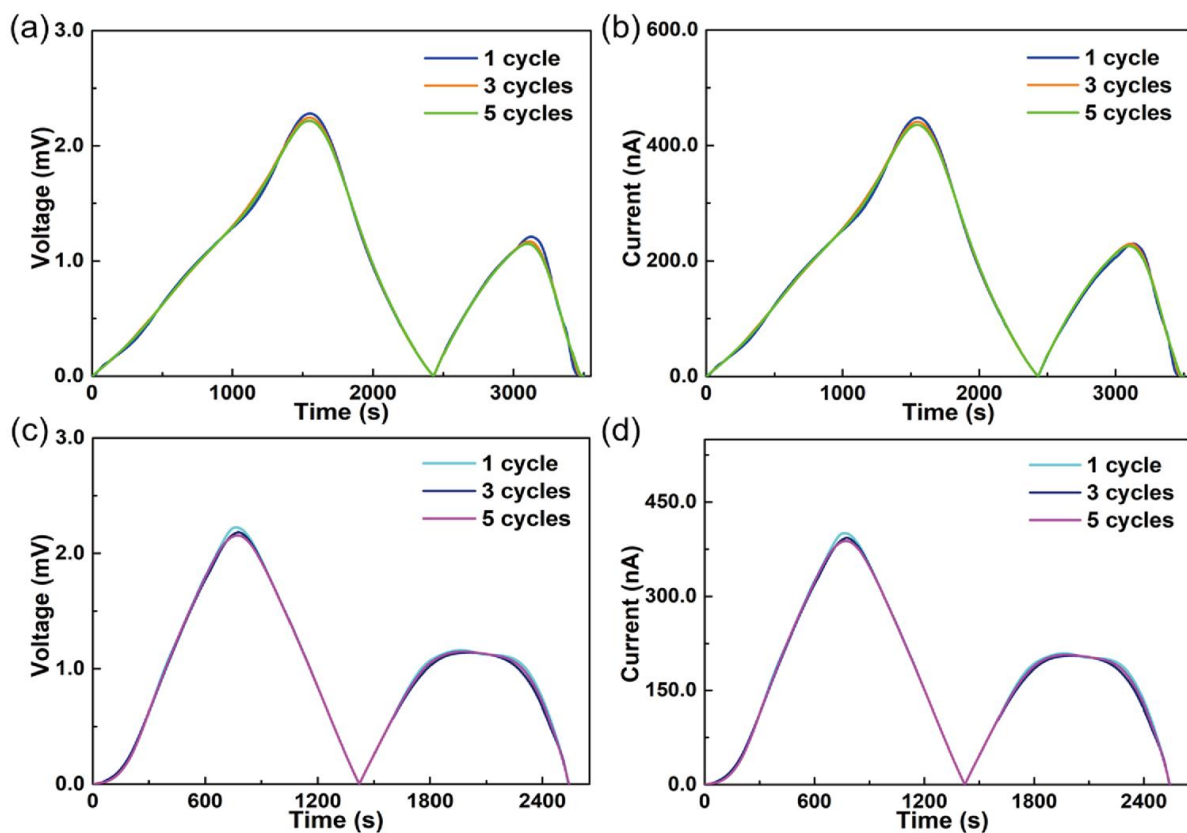 (a)
3.0
2.0
1.0
0.0
Voltage (mV)
1 cycle
3 cycles
5 cycles
0 1000 2000 3000
Time (s)
(b)
600.0
400.0
200.0
0.0
Current (nA)
1 cycle
3 cycles
5 cycles
0 1000 2000 3000
Time (s)
(c)
3.0
2.0
1.0
0.0
Voltage (mV)
1 cycle
3 cycles
5 cycles
0 600 1200 1800 2400
Time (s)
(d)
450.0
300.0
150.0
0.0
Current (nA)
1 cycle
3 cycles
5 cycles
0 600 1200 1800 2400
Time (s)